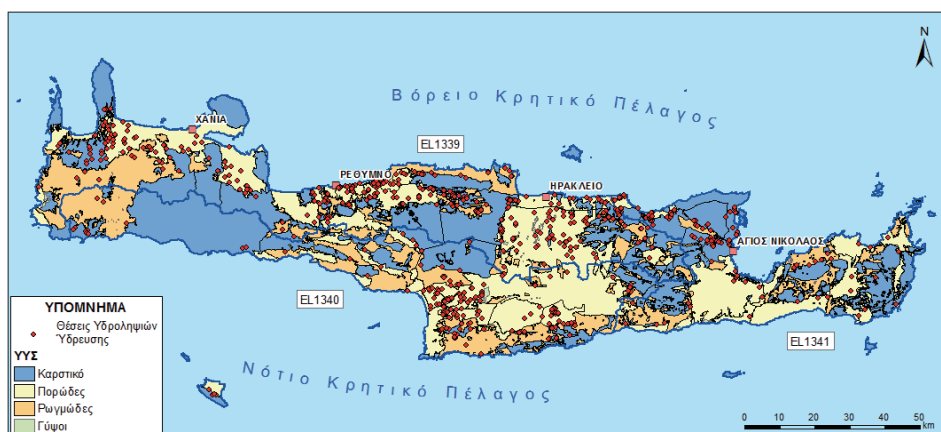 N
Βόρειο Κρητικό Πέλαγος
ΧΑΝΙΑ
EL1339
ΡΕΘΥΜΝΟ
ΗΡΑΚΛΕΙΟ
ΑΓΙΟΣ ΝΙΚΟΛΑΟΣ
EL1340
EL1341
Νότιο Κρητικό Πέλαγος
ΥΠΟΜΝΗΜΑ
Θέσεις Υδροληψιών
Ύδρευσης
ΥΥΣ
Καρστικό
Πορώδες
Ρωγμώδες
Γύψοι
0 10 20 30 40 50
km